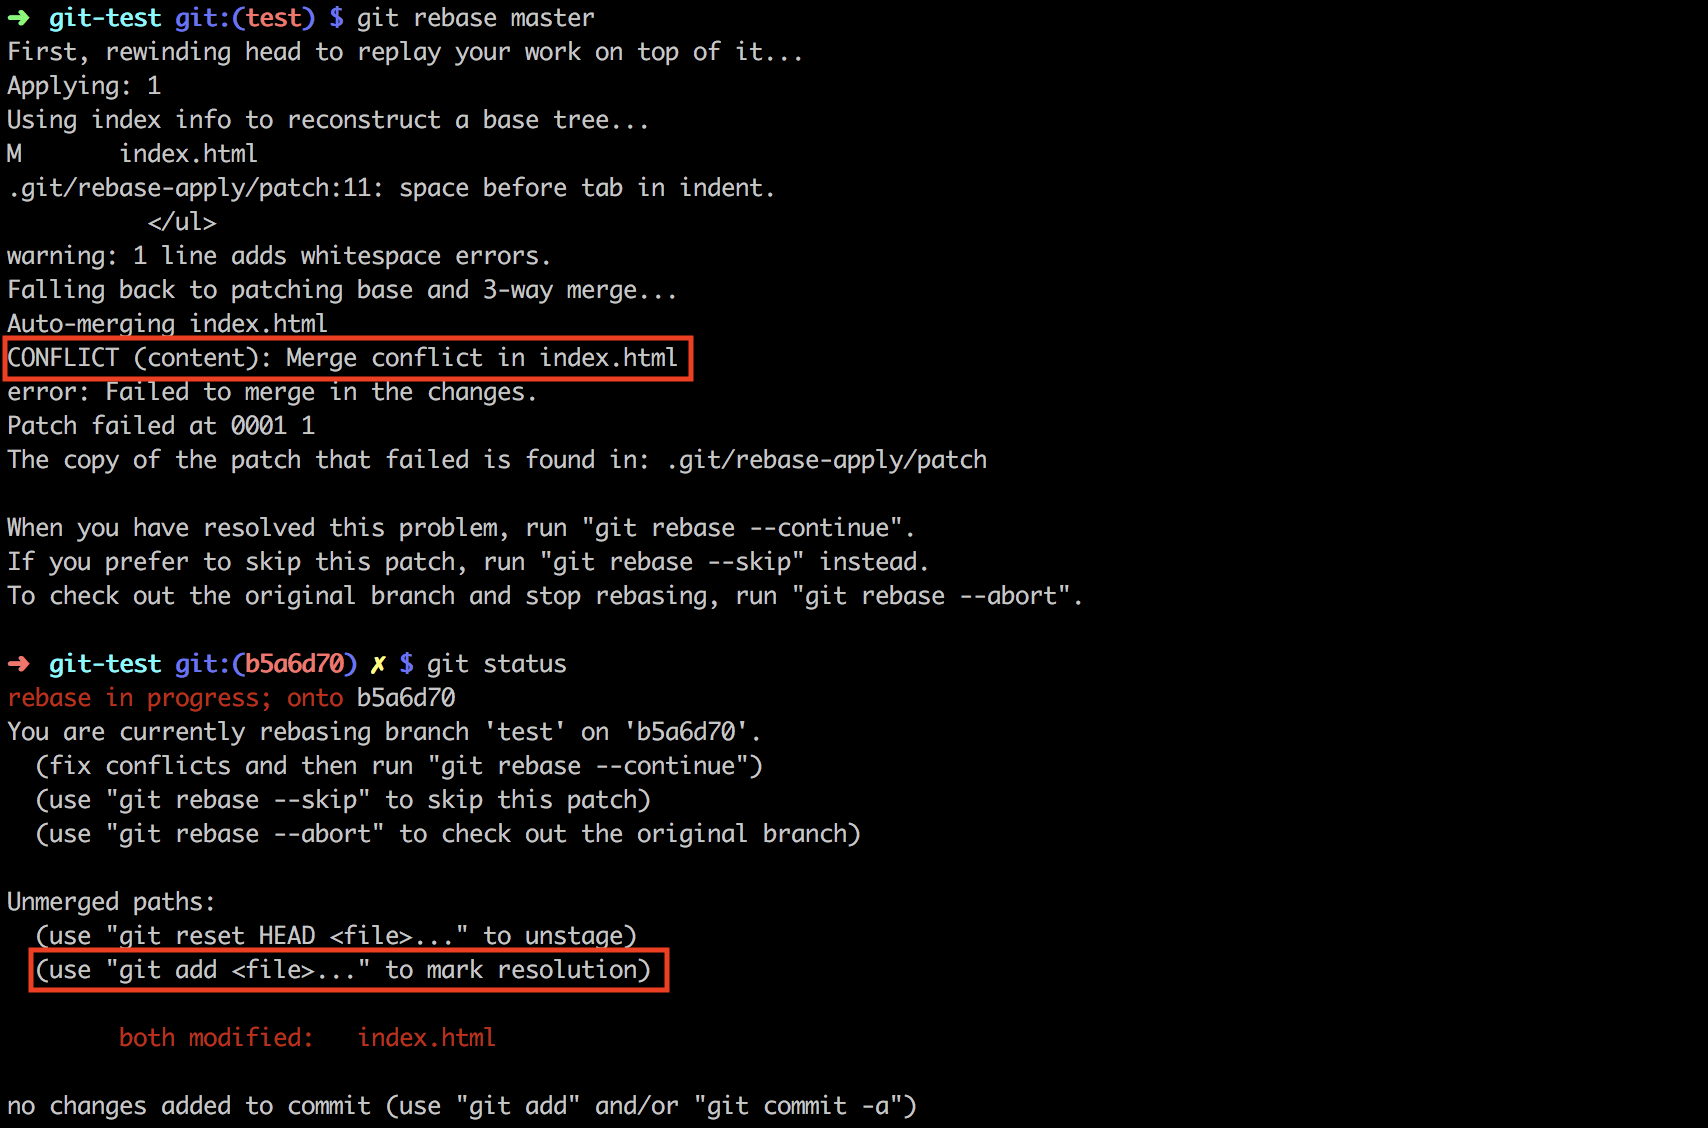 ➜  git-test git:(test) $ git rebase master
First, rewinding head to replay your work on top of it...
Applying: 1
Using index info to reconstruct a base tree...
M       index.html
.git/rebase-apply/patch:11: space before tab in indent.
          </ul>
warning: 1 line adds whitespace errors.
Falling back to patching base and 3-way merge...
Auto-merging index.html
CONFLICT (content): Merge conflict in index.html
error: Failed to merge in the changes.
Patch failed at 0001 1
The copy of the patch that failed is found in: .git/rebase-apply/patch

When you have resolved this problem, run "git rebase --continue".
If you prefer to skip this patch, run "git rebase --skip" instead.
To check out the original branch and stop rebasing, run "git rebase --abort".

➜  git-test git:(b5a6d70) ✗ $ git status
rebase in progress; onto b5a6d70
You are currently rebasing branch 'test' on 'b5a6d70'.
  (fix conflicts and then run "git rebase --continue")
  (use "git rebase --skip" to skip this patch)
  (use "git rebase --abort" to check out the original branch)

Unmerged paths:
  (use "git reset HEAD <file>..." to unstage)
  (use "git add <file>..." to mark resolution)

        both modified:   index.html

no changes added to commit (use "git add" and/or "git commit -a")